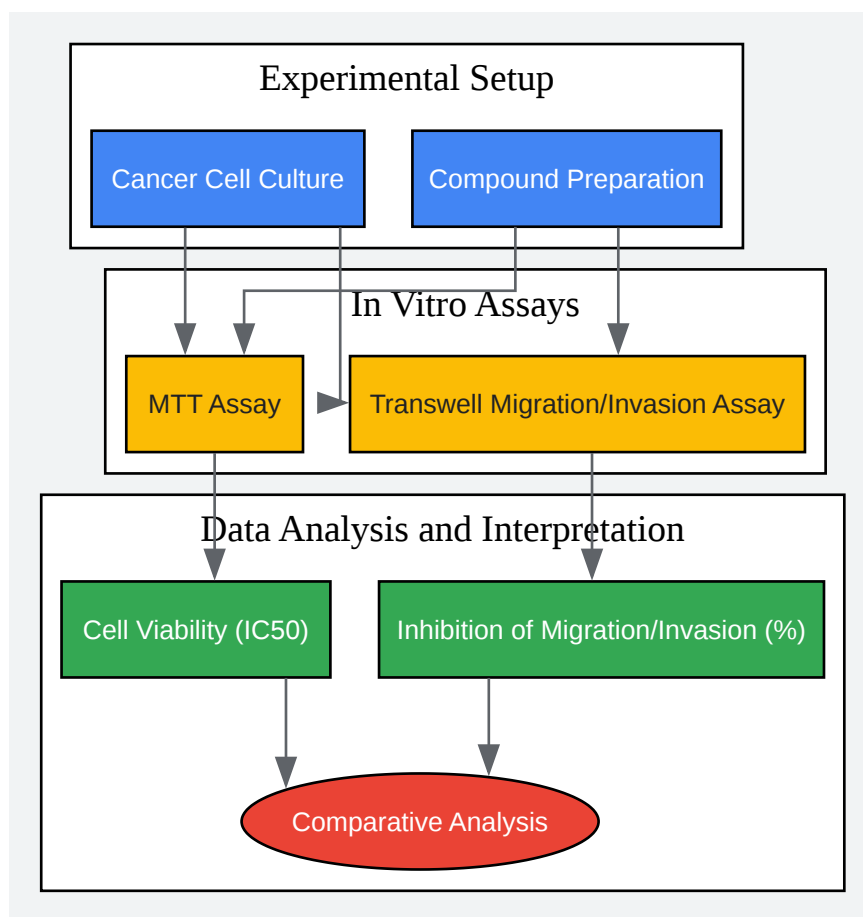 Experimental Setup
Cancer Cell Culture
Compound Preparation
In Vitro Assays
MTT Assay
Transwell Migration/Invasion Assay
Data Analysis and Interpretation
Cell Viability (IC50)
Inhibition of Migration/Invasion (%)
Comparative Analysis